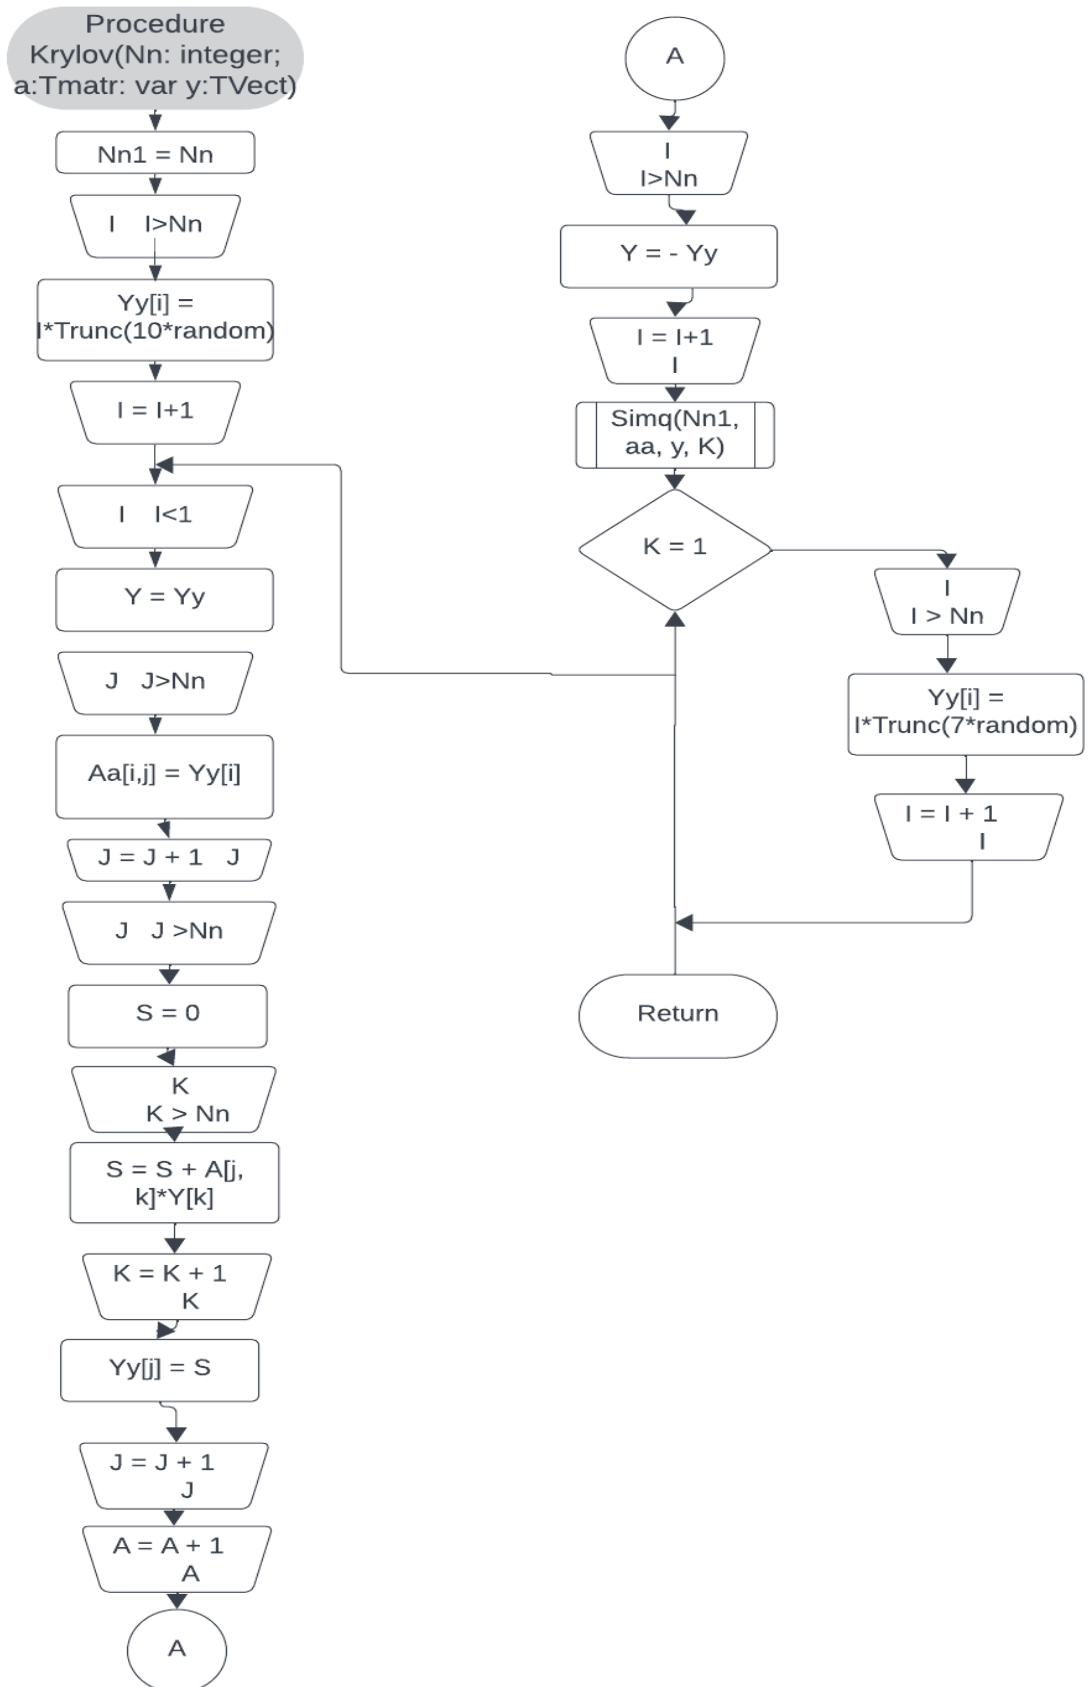 Procedure
Krylov(Nn: integer;
a:Tmatr: var y:TVect)
Nn1 = Nn
I I>Nn
Yy[i] =
I*Trunc(10*random)
I = I+1
I I<1
Y = Yy
J J>Nn
Aa[i,j] = Yy[i]
J = J + 1 J
J J >Nn
S = 0
K
K > Nn
S = S + A[j,
k]*Y[k]
K = K + 1
K
Yy[j] = S
J = J + 1
J
A = A + 1
A
A
A
I
I>Nn
Y = - Yy
I = I+1
I
Simq(Nn1,
aa, y, K)
K = 1
I
I > Nn
Yy[i] =
I*Trunc(7*random)
I = I + 1
I
Return